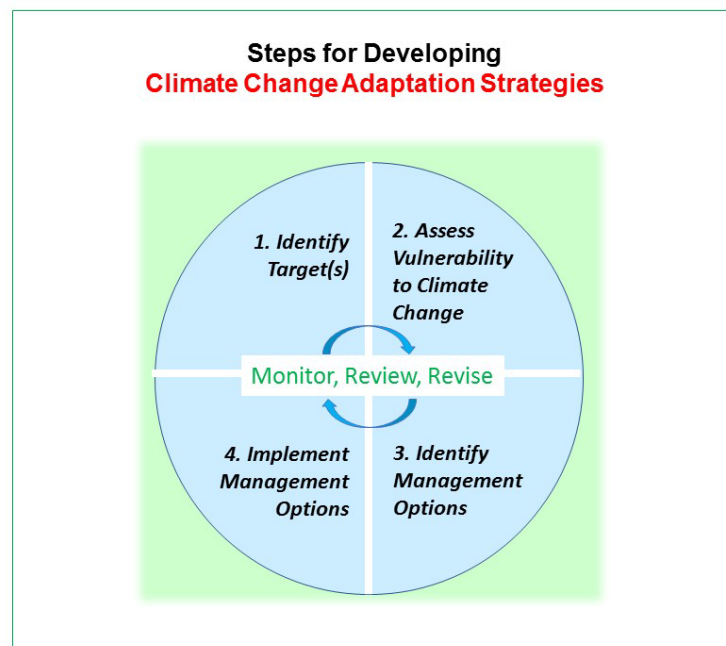 Steps for Developing
Climate Change Adaptation Strategies
1. Identify
Target(s)
2. Assess
Vulnerability
to Climate
Change
Monitor, Review, Revise
3. Identify
Management
Options
4. Implement
Management
Options